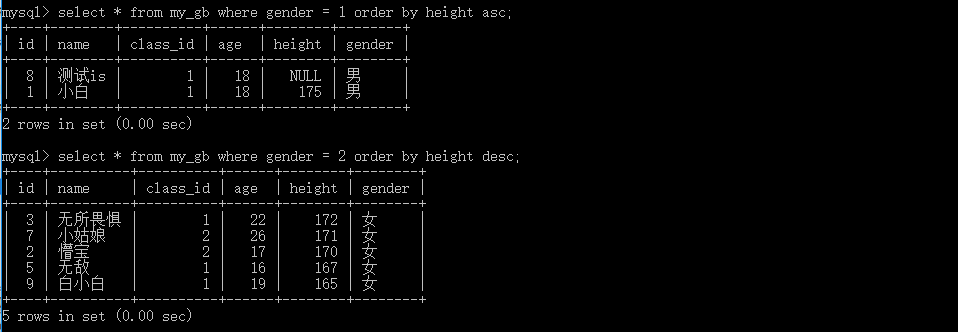 mysql> select * from my_gb where gender = 1 order by height asc;
+----+--------+----------+------+--------+--------+
| id | name | class_id | age | height | gender |
+----+--------+----------+------+--------+--------+
| 8 | 测试is | 1 | 18 | NULL | 男 |
| 1 | 小白 | 1 | 18 | 175 | 男 |
+----+--------+----------+------+--------+--------+
2 rows in set (0.00 sec)
mysql> select * from my_gb where gender = 2 order by height desc;
+----+----------+----------+------+--------+--------+
| id | name | class_id | age | height | gender |
+----+----------+----------+------+--------+--------+
| 3 | 无所畏惧 | 1 | 22 | 172 | 女 |
| 7 | 小姑娘 | 2 | 26 | 171 | 女 |
| 2 | 懵宝 | 2 | 17 | 170 | 女 |
| 5 | 无敌 | 1 | 16 | 167 | 女 |
| 9 | 白小白 | 1 | 19 | 165 | 女 |
+----+----------+----------+------+--------+--------+
5 rows in set (0.00 sec)